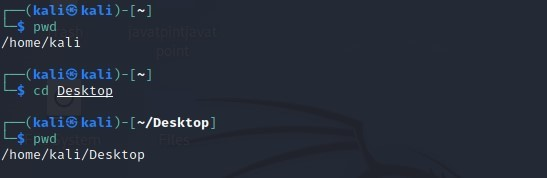 ┌──(kali㉿kali)-[~]
└─$ pwd
/home/kali
┌──(kali㉿kali)-[~]
└─$ cd Desktop
┌──(kali㉿kali)-[~/Desktop]
└─$ pwd
/home/kali/Desktop